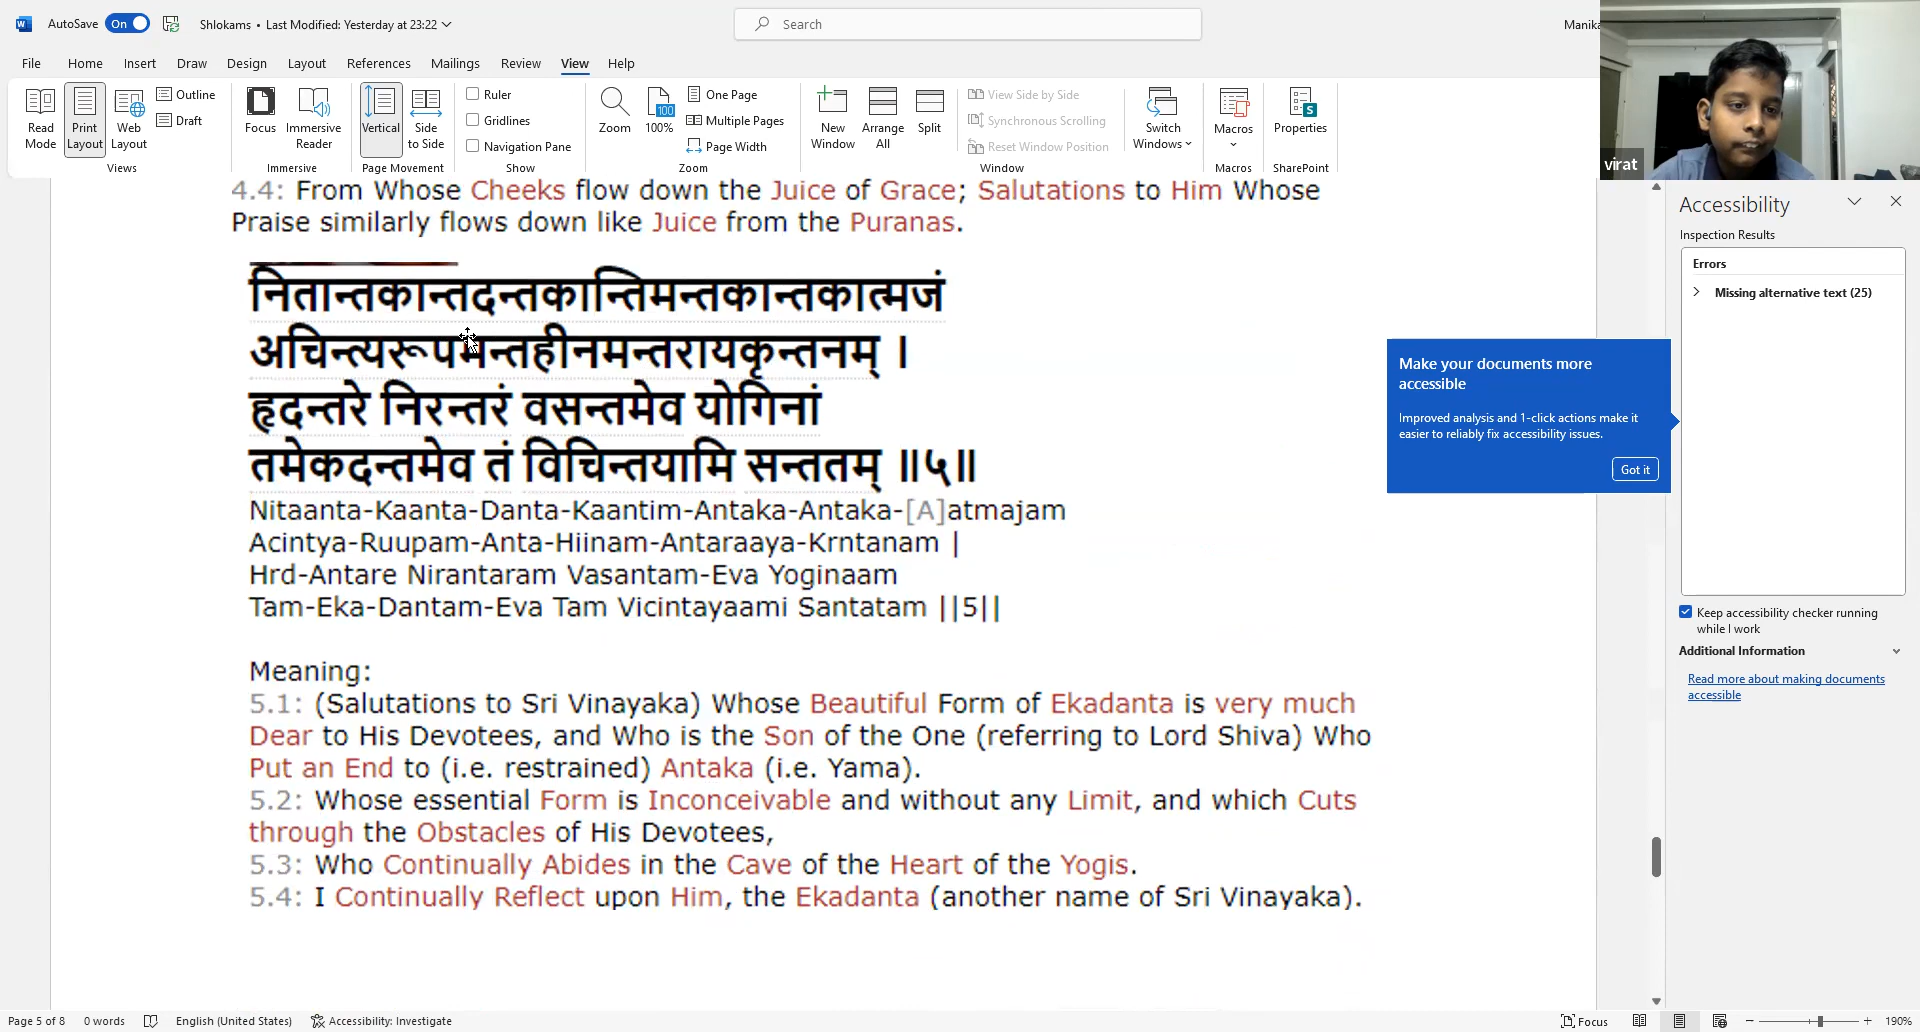 AutoSave On Shlokams • Last Modified: Yesterday at 23:22 Search
File Home Insert Draw Design Layout References Mailings Review View Help
Read Mode
Print Layout
Web Layout
Outline
Draft
Views
Focus
Immersive Reader
Immersive
Vertical
Side to Side
Page Movement
Ruler
Gridlines
Navigation Pane
Show
Zoom
100
100%
One Page
Multiple Pages
Page Width
Zoom
New Window
Arrange All
Split
View Side by Side
Synchronous Scrolling
Reset Window Position
Switch Windows
Window
Macros
Macros
Properties
SharePoint
virat
4.4: From Whose Cheeks flow down the Juice of Grace; Salutations to Him Whose
Praise similarly flows down like Juice from the Puranas.
नितान्तकान्तदन्तकान्तिमन्तकान्तकात्मजं
अचिन्त्यरूपमन्तहीनमन्तरायकृन्तनम् ।
हृदन्तरे निरन्तरं वसन्तमेव योगिनां
तमेकदन्तमेव तं विचिन्तयामि सन्ततम् ॥५॥
Nitaanta-Kaanta-Danta-Kaantim-Antaka-Antaka-[A]atmajam
Acintya-Ruupam-Anta-Hiinam-Antaraaya-Krntanam |
Hrd-Antare Nirantaram Vasantam-Eva Yoginaam
Tam-Eka-Dantam-Eva Tam Vicintayaami Santatam ||5||
Meaning:
5.1: (Salutations to Sri Vinayaka) Whose Beautiful Form of Ekadanta is very much
Dear to His Devotees, and Who is the Son of the One (referring to Lord Shiva) Who
Put an End to (i.e. restrained) Antaka (i.e. Yama).
5.2: Whose essential Form is Inconceivable and without any Limit, and which Cuts
through the Obstacles of His Devotees,
5.3: Who Continually Abides in the Cave of the Heart of the Yogis.
5.4: I Continually Reflect upon Him, the Ekadanta (another name of Sri Vinayaka).
Make your documents more
accessible
Improved analysis and 1-click actions make it
easier to reliably fix accessibility issues.
Got it
Accessibility
Inspection Results
Errors
Missing alternative text (25)
Keep accessibility checker running
while I work
Additional Information
Read more about making documents
accessible
Page 5 of 8 0 words English (United States) Accessibility: Investigate Focus 190%